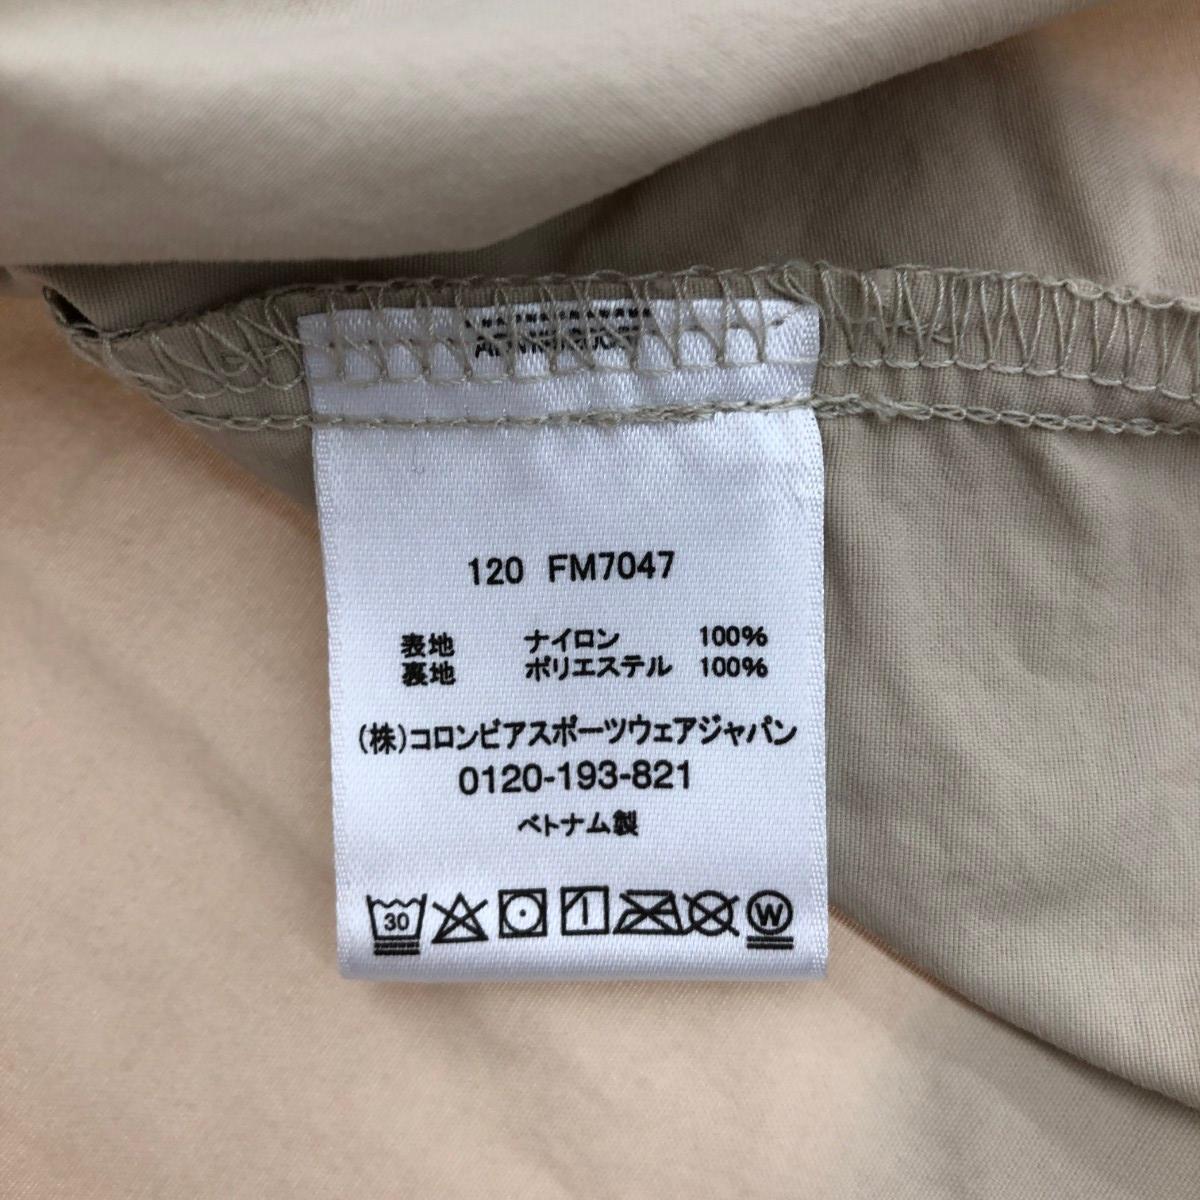 120 FM7047
表地 ナイロン 100%
裏地 ポリエステル 100%
(株)コロンビアスポーツウェアジャパン
0120-193-821
ベトナム製
30 W